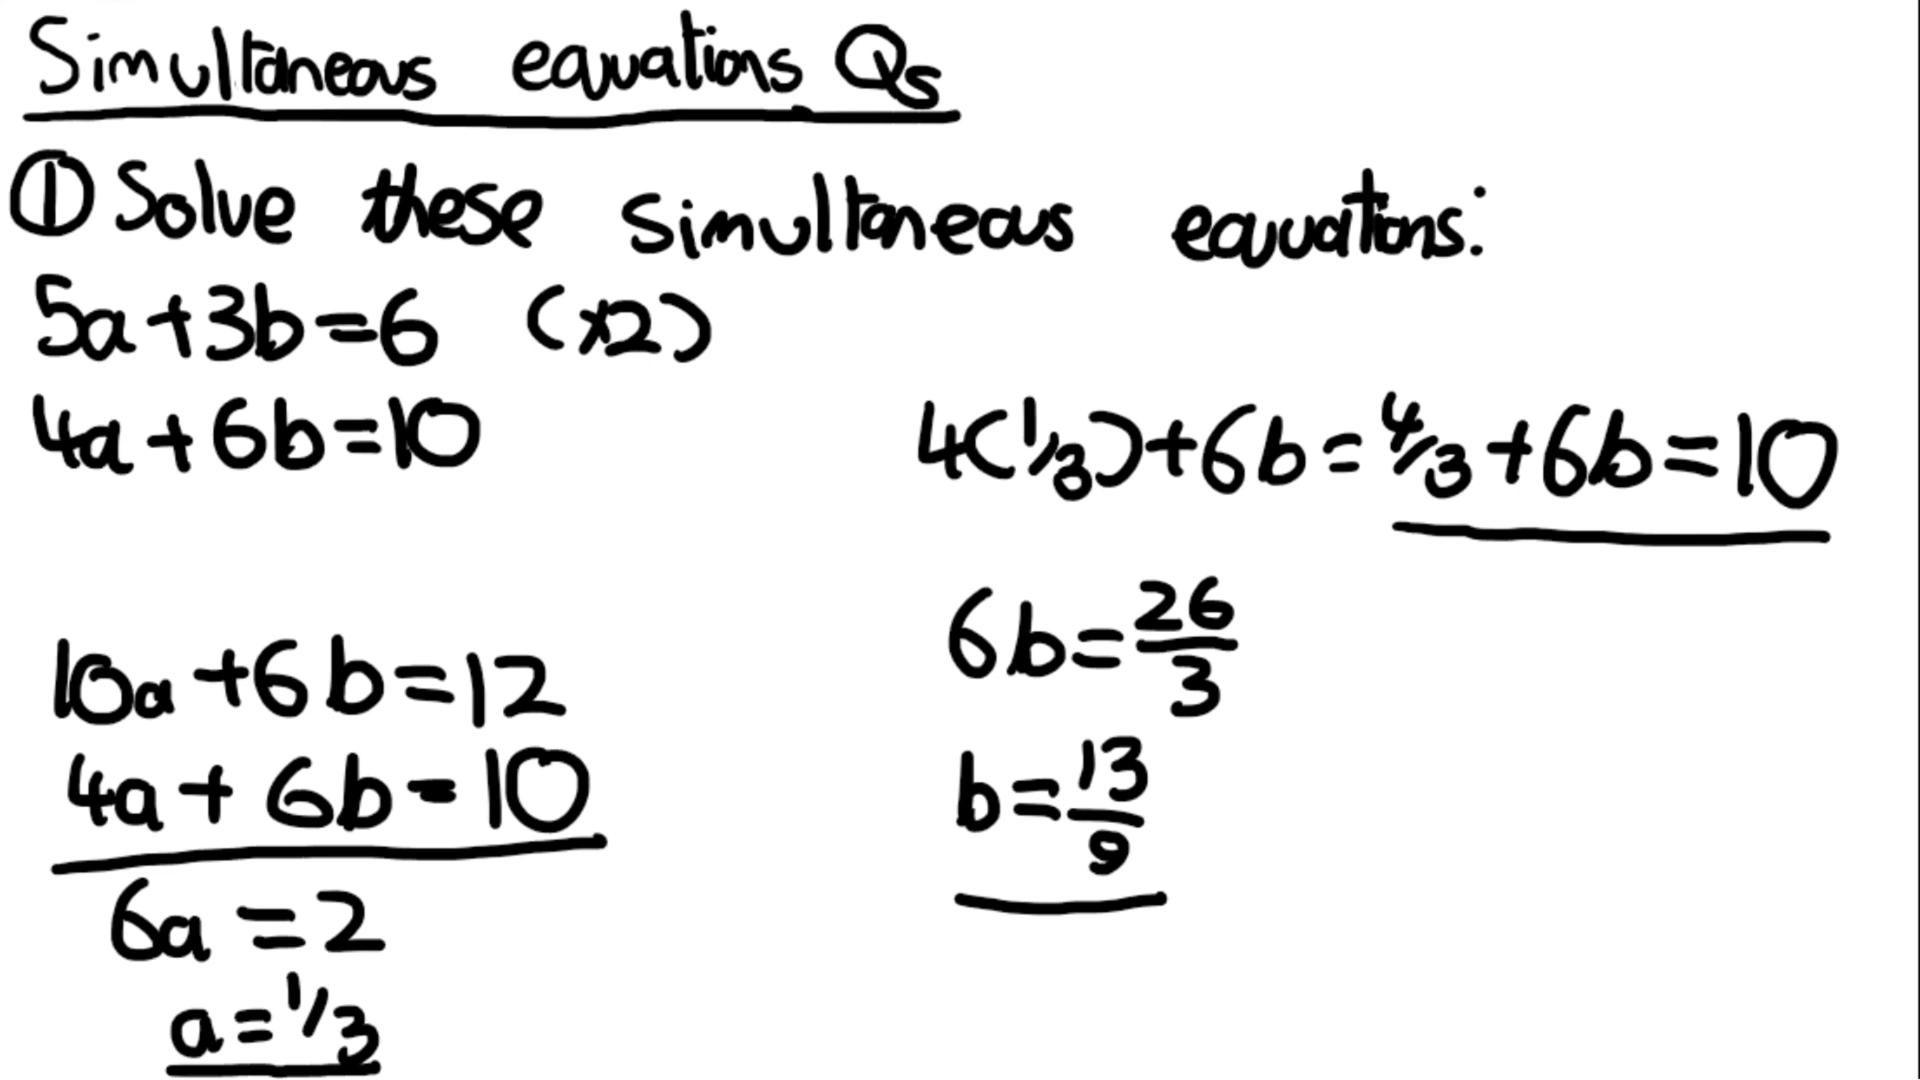 Simultaneous equations Qs
① Solve these simultaneous equations:
5a+3b=6 (×2)
4a+6b=10
10a+6b=12
4a+6b=10
6a=2
a=1/3
4(1/3)+6b=4/3+6b=10
6b=26/3
b=13/9